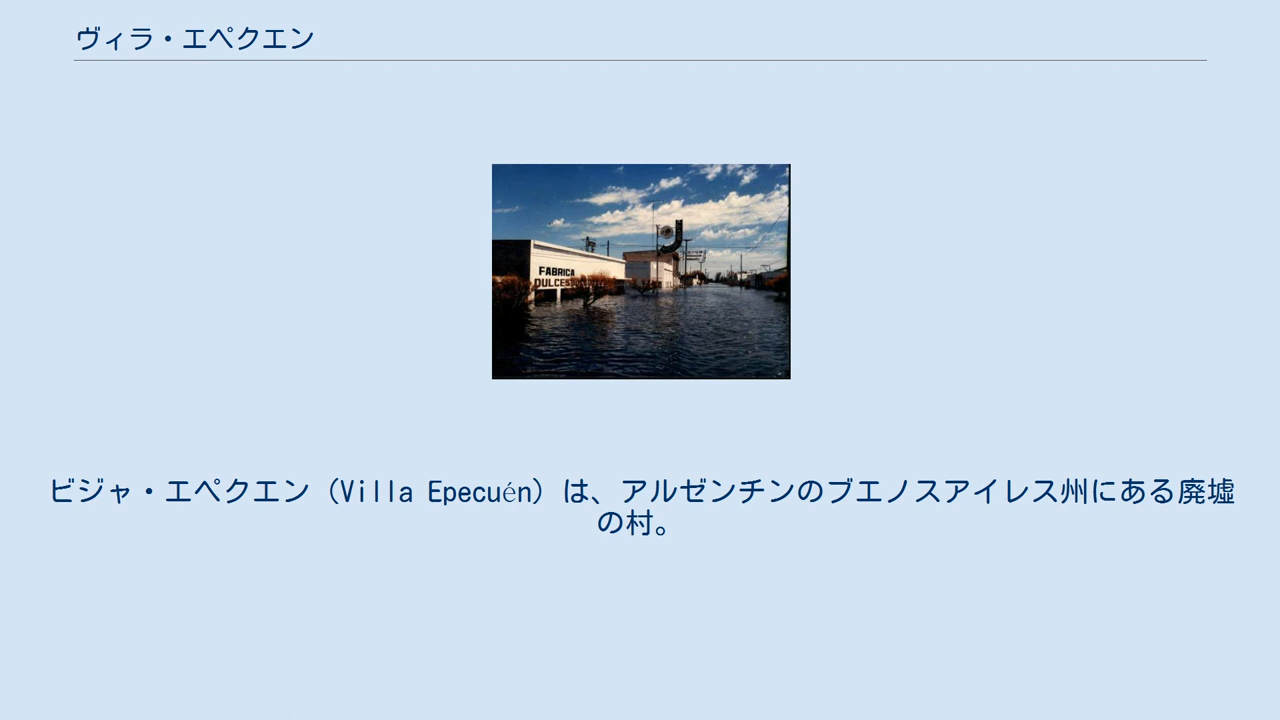 ヴィラ・エペクエン
FABRICA
ビジャ・エペクエン（Villa Epecuén）は、アルゼンチンのブエノスアイレス州にある廃墟
の村。